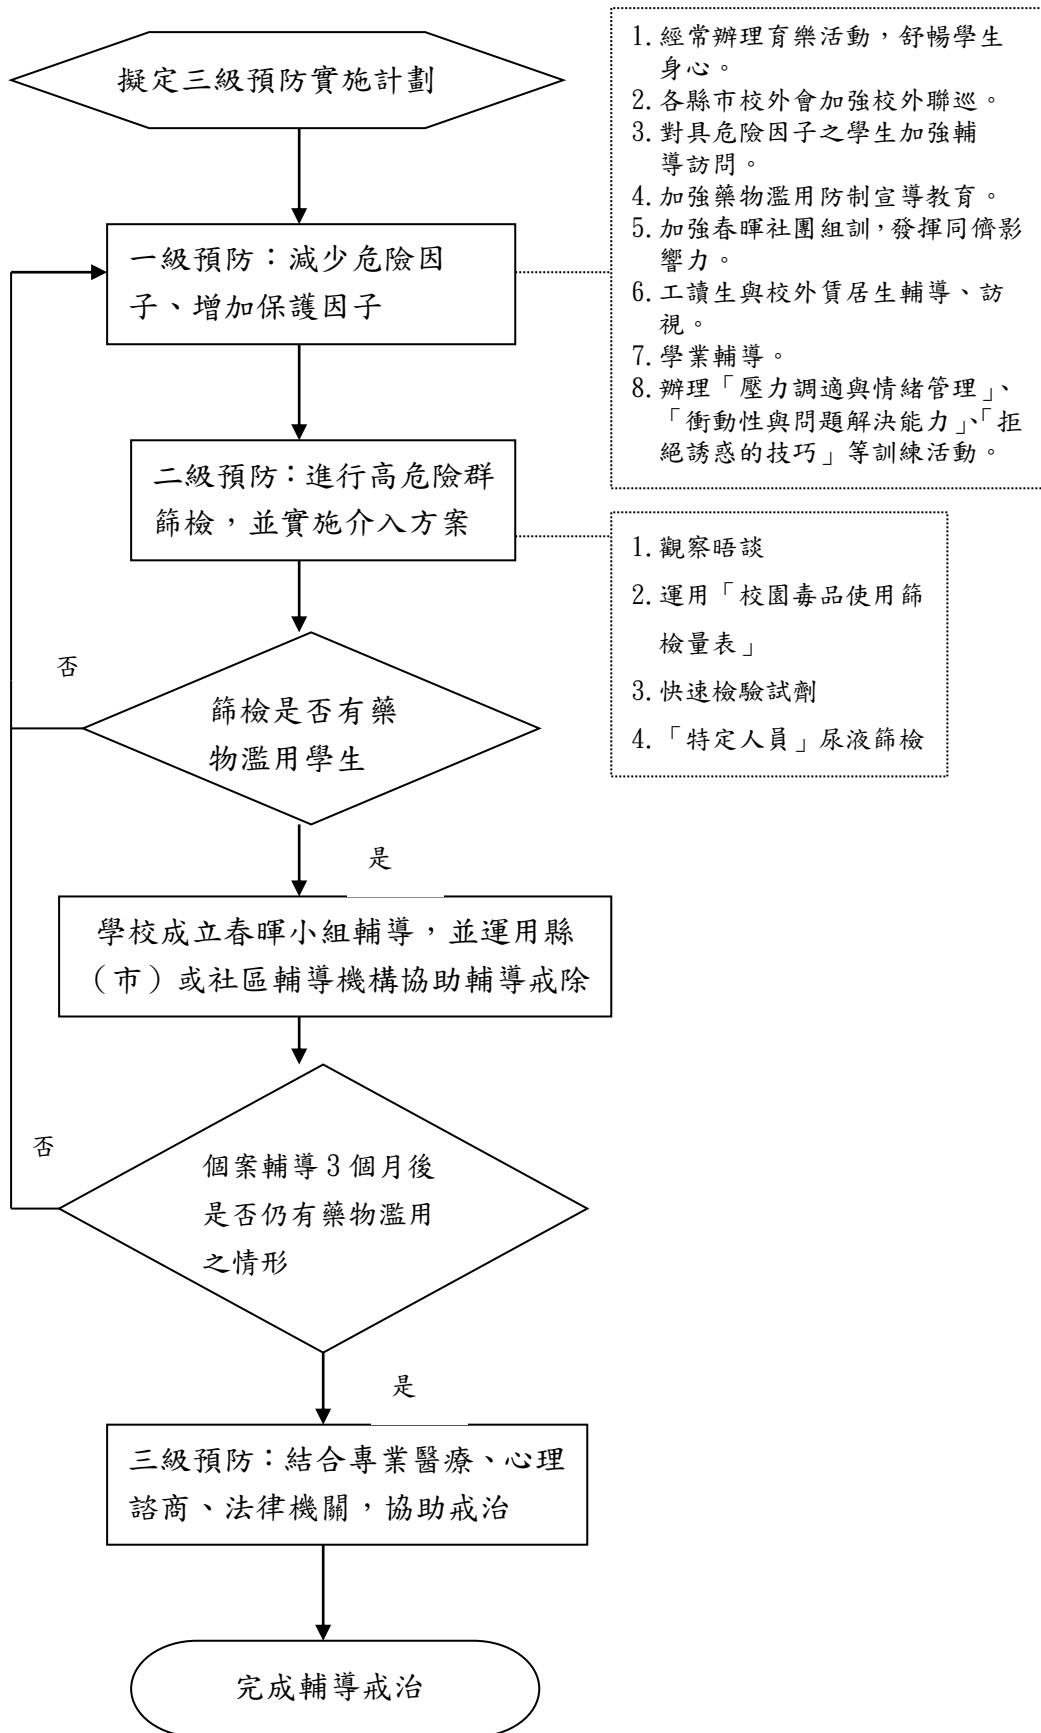 擬定三級預防實施計劃
1.經常辦理育樂活動，舒暢學生
身心。
2.各縣市校外會加強校外聯巡。
3.對具危險因子之學生加強輔
導訪問。
4.加強藥物濫用防制宣導教育。
5.加強春暉社團組訓，發揮同儕影
響力。
6.工讀生與校外賃居生輔導、訪
視。
7.學業輔導。
8.辦理「壓力調適與情緒管理」、
「衝動性與問題解決能力」、「拒
絕誘惑的技巧」等訓練活動。
一級預防：減少危險因
子、增加保護因子
二級預防：進行高危險群
篩檢，並實施介入方案
1.觀察晤談
2.運用「校園毒品使用篩
檢量表」
3.快速檢驗試劑
4.「特定人員」尿液篩檢
否
篩檢是否有藥
物濫用學生
是
學校成立春暉小組輔導，並運用縣
（市）或社區輔導機構協助輔導戒除
否
個案輔導3個月後
是否仍有藥物濫用
之情形
是
三級預防：結合專業醫療、心理
諮商、法律機關，協助戒治
完成輔導戒治